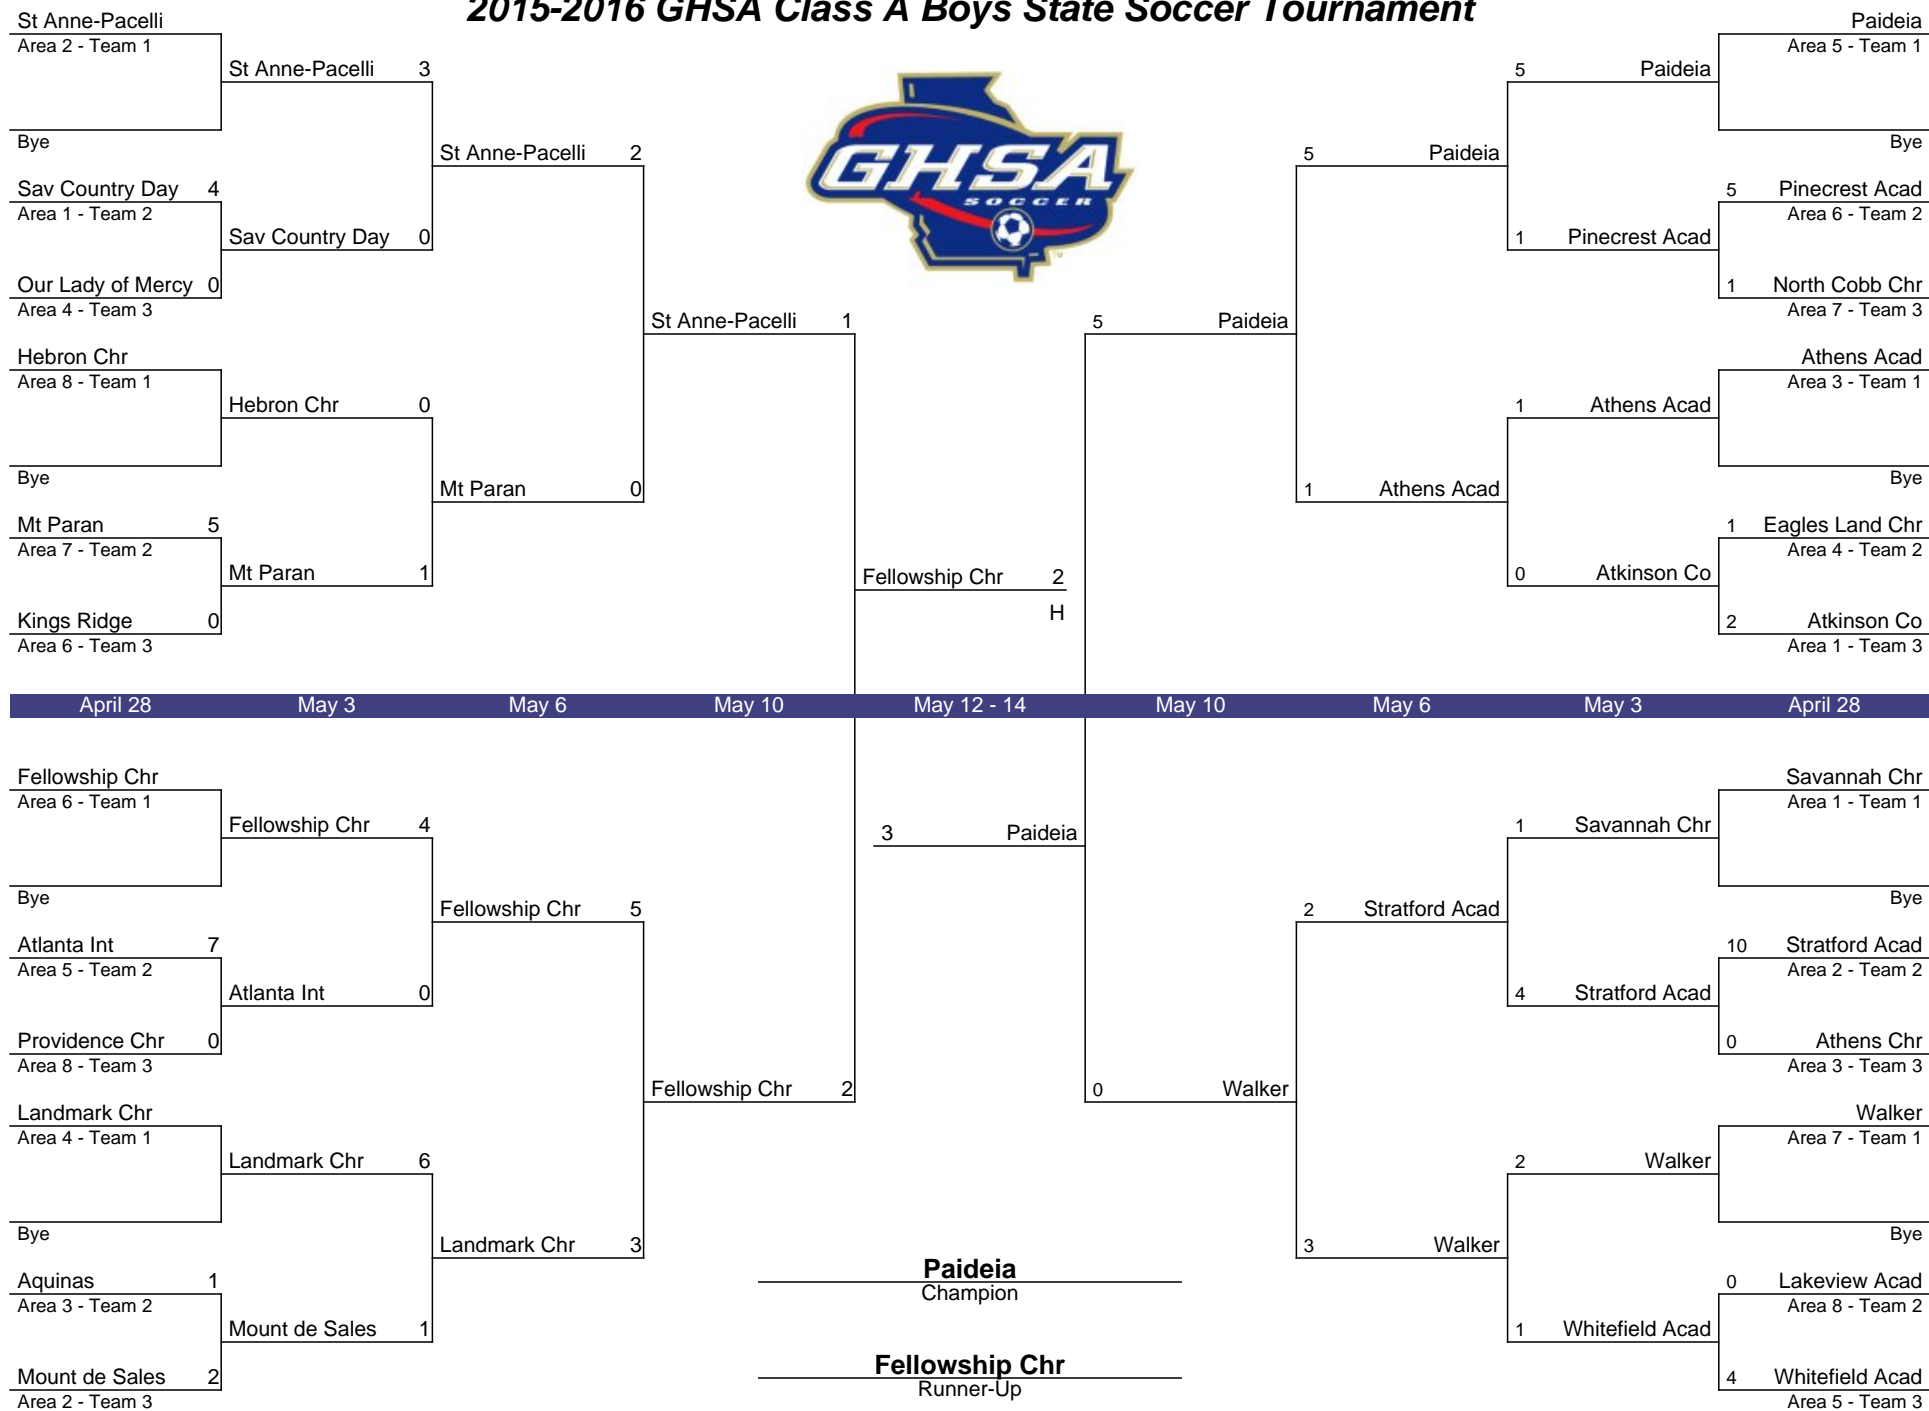 2015-2016 GHSA Class A Boys State Soccer Tournament
St Anne-Pacelli
Area 2 - Team 1
Bye
Sav Country Day 4
Area 1 - Team 2
Our Lady of Mercy 0
Area 4 - Team 3
Hebron Chr
Area 8 - Team 1
Bye
Mt Paran 5
Area 7 - Team 2
Kings Ridge 0
Area 6 - Team 3
St Anne-Pacelli 3
Sav Country Day 0
Hebron Chr 0
Mt Paran 1
St Anne-Pacelli 2
Mt Paran 0
St Anne-Pacelli 1
Fellowship Chr 2
H
GHSA
SOCCER
TM
5 Paideia
5 Paideia
1 Athens Acad
5 Paideia
1 Pinecrest Acad
1 Athens Acad
0 Atkinson Co
Paideia
Area 5 - Team 1
Bye
5 Pinecrest Acad
Area 6 - Team 2
1 North Cobb Chr
Area 7 - Team 3
Athens Acad
Area 3 - Team 1
Bye
1 Eagles Land Chr
Area 4 - Team 2
2 Atkinson Co
Area 1 - Team 3
April 28 May 3 May 6 May 10 May 12 - 14 May 10 May 6 May 3 April 28
Fellowship Chr
Area 6 - Team 1
Bye
Atlanta Int 7
Area 5 - Team 2
Providence Chr 0
Area 8 - Team 3
Landmark Chr
Area 4 - Team 1
Bye
Aquinas 1
Area 3 - Team 2
Mount de Sales 2
Area 2 - Team 3
Fellowship Chr 4
Atlanta Int 0
Landmark Chr 6
Mount de Sales 1
Fellowship Chr 5
Landmark Chr 3
Fellowship Chr 2
3 Paideia
0 Walker
2 Stratford Acad
3 Walker
1 Savannah Chr
4 Stratford Acad
2 Walker
1 Whitefield Acad
Savannah Chr
Area 1 - Team 1
Bye
10 Stratford Acad
Area 2 - Team 2
0 Athens Chr
Area 3 - Team 3
Walker
Area 7 - Team 1
Bye
0 Lakeview Acad
Area 8 - Team 2
4 Whitefield Acad
Area 5 - Team 3
Paideia
Champion
Fellowship Chr
Runner-Up